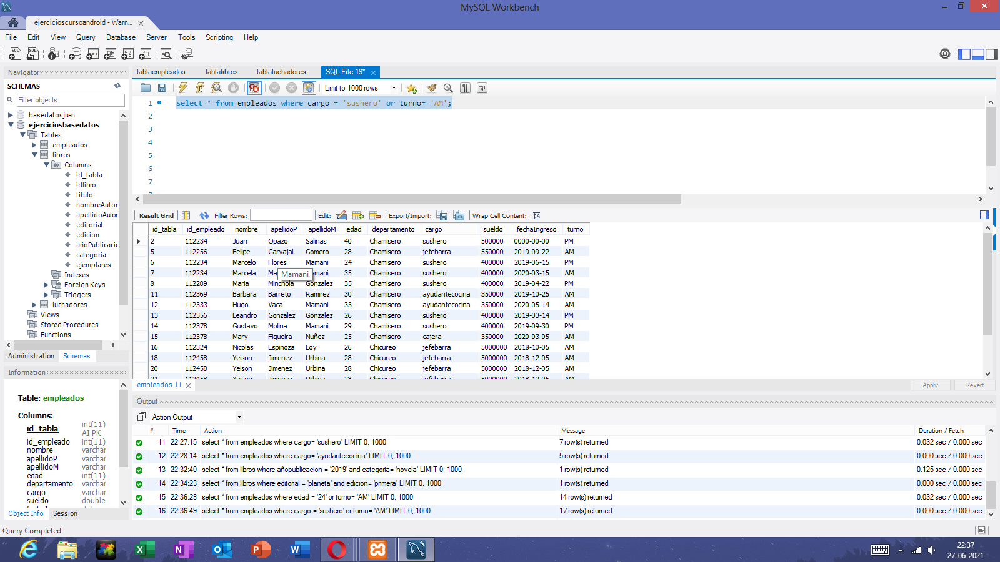 MySQL Workbench
ejercicioscursoandroid - Warn...
File Edit View Query Database Server Tools Scripting Help
Navigator
SCHEMAS
Filter objects
basedatosjuan
ejerciciosbasedatos
Tables
empleados
libros
Columns
id_tabla
idlibro
titulo
nombreAutor
apellidoAutor
editorial
edicion
añoPublicacic
categoria
ejemplares
Indexes
Foreign Keys
Triggers
luchadores
Views
Stored Procedures
Functions
Administration Schemas
Information
Table: empleados
Columns:
id_tabla int(11)
AI PK
id_empleado int(11)
nombre varchar
apellidoP varchar
apellidoM varchar
edad int(11)
departamento varchar
cargo varchar
sueldo double
Object Info Session
tablaempleados tablalibros tablaluchadores SQL File 19*
Limit to 1000 rows
1 select * from empleados where cargo = 'sushero' or turno= 'AM';
2
3
4
5
6
7
Result Grid Filter Rows: Edit: Export/Import: Wrap Cell Content:
id_tabla id_empleado nombre apellidoP apellidoM edad departamento cargo sueldo fechaIngreso turno
2 112234 Juan Opazo Salinas 40 Chamisero sushero 500000 0000-00-00 PM
5 112256 Felipe Carvajal Gomero 28 Chamisero jefebarra 550000 2019-09-22 AM
6 112234 Marcelo Flores Mamani 24 Chamisero sushero 400000 2019-06-15 PM
7 112234 Marcela Ma amani 35 Chamisero sushero 400000 2020-03-15 AM
Mamani
8 112289 Maria Minchola Gonzalez 35 Chamisero sushero 400000 2019-04-22 PM
11 112369 Barbara Barreto Ramirez 30 Chamisero ayudantecocina 350000 2019-10-25 AM
12 112333 Hugo Vaca Mamani 33 Chamisero ayudantecocina 350000 2020-05-14 AM
13 112356 Leandro Gonzalez Gonzalez 26 Chamisero sushero 400000 2019-03-14 PM
14 112378 Gustavo Molina Mamani 29 Chamisero sushero 400000 2019-09-30 PM
15 112378 Mary Figueira Nuñez 25 Chamisero cajera 350000 2020-03-05 AM
16 112324 Nicolas Espinoza Loy 26 Chicureo jefebarra 5000000 2018-10-05 AM
18 112458 Yeison Jimenez Urbina 28 Chicureo jefebarra 5000000 2018-12-05 AM
20 112458 Yeison Jimenez Urbina 28 Chicureo jefebarra 5000000 2018-12-05 AM
21 112458 Yeison Jimenez Urbina 28 Chicureo jefebarra 5000000 2018-12-05 AM
empleados 11
Apply Revert
Output
Action Output
# Time Action Message Duration / Fetch
11 22:27:15 select * from empleados where cargo= 'sushero' LIMIT 0, 1000 7 row(s) returned 0.032 sec / 0.000 sec
12 22:28:14 select * from empleados where cargo= 'ayudantecocina' LIMIT 0, 1000 5 row(s) returned 0.000 sec / 0.000 sec
13 22:32:40 select * from libros where añopublicacion = '2019' and categoria= 'novela' LIMIT 0, 1000 1 row(s) returned 0.125 sec / 0.000 sec
14 22:34:23 select * from libros where editorial = 'planeta' and edicion= 'primera' LIMIT 0, 1000 1 row(s) returned 0.000 sec / 0.000 sec
15 22:36:28 select * from empleados where edad = '24' or turno= 'AM' LIMIT 0, 1000 14 row(s) returned 0.032 sec / 0.000 sec
16 22:36:49 select * from empleados where cargo = 'sushero' or turno= 'AM' LIMIT 0, 1000 17 row(s) returned 0.000 sec / 0.000 sec
Query Completed
22:37
27-06-2021